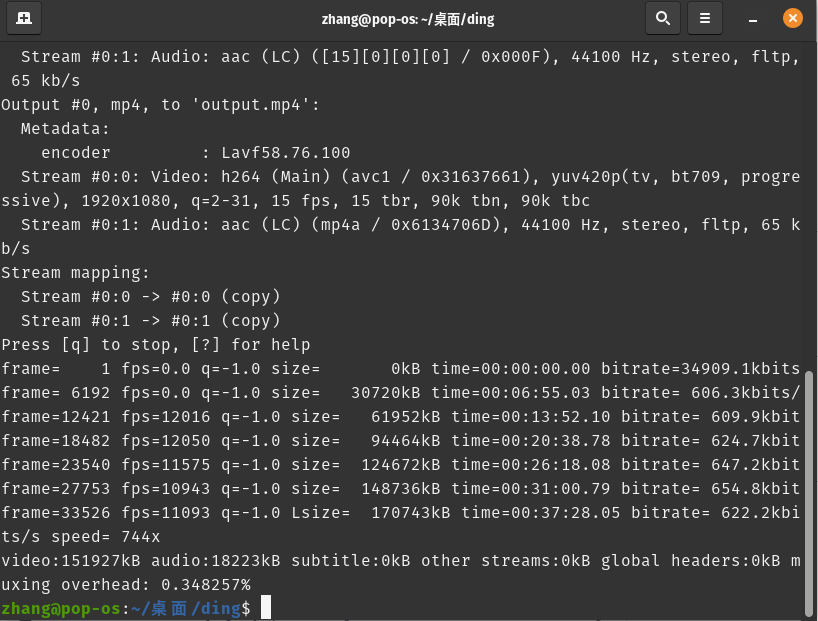 zhang@pop-os: ~/桌面/ding
Stream #0:1: Audio: aac (LC) ([15][0][0][0] / 0x000F), 44100 Hz, stereo, fltp,
65 kb/s
Output #0, mp4, to 'output.mp4':
Metadata:
encoder         : Lavf58.76.100
Stream #0:0: Video: h264 (Main) (avc1 / 0x31637661), yuv420p(tv, bt709, progre
ssive), 1920x1080, q=2-31, 15 fps, 15 tbr, 90k tbn, 90k tbc
Stream #0:1: Audio: aac (LC) (mp4a / 0x6134706D), 44100 Hz, stereo, fltp, 65 k
b/s
Stream mapping:
Stream #0:0 -> #0:0 (copy)
Stream #0:1 -> #0:1 (copy)
Press [q] to stop, [?] for help
frame=    1 fps=0.0 q=-1.0 size=       0kB time=00:00:00.00 bitrate=34909.1kbits
frame= 6192 fps=0.0 q=-1.0 size=   30720kB time=00:06:55.03 bitrate= 606.3kbits/
frame=12421 fps=12016 q=-1.0 size=   61952kB time=00:13:52.10 bitrate= 609.9kbit
frame=18482 fps=12050 q=-1.0 size=   94464kB time=00:20:38.78 bitrate= 624.7kbit
frame=23540 fps=11575 q=-1.0 size=  124672kB time=00:26:18.08 bitrate= 647.2kbit
frame=27753 fps=10943 q=-1.0 size=  148736kB time=00:31:00.79 bitrate= 654.8kbit
frame=33526 fps=11093 q=-1.0 Lsize=  170743kB time=00:37:28.05 bitrate= 622.2kbi
ts/s speed= 744x
video:151927kB audio:18223kB subtitle:0kB other streams:0kB global headers:0kB m
uxing overhead: 0.348257%
zhang@pop-os:~/桌面/ding$